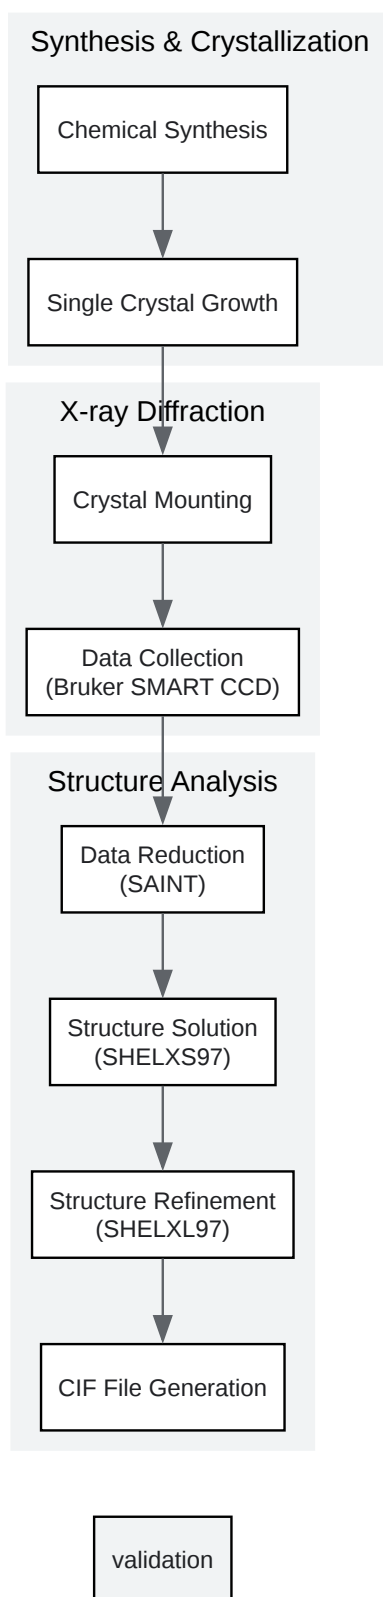 Synthesis & Crystallization
Chemical Synthesis
Single Crystal Growth
X-ray Diffraction
Crystal Mounting
Data Collection
(Bruker SMART CCD)
Structure Analysis
Data Reduction
(SAINT)
Structure Solution
(SHELXS97)
Structure Refinement
(SHELXL97)
CIF File Generation
validation